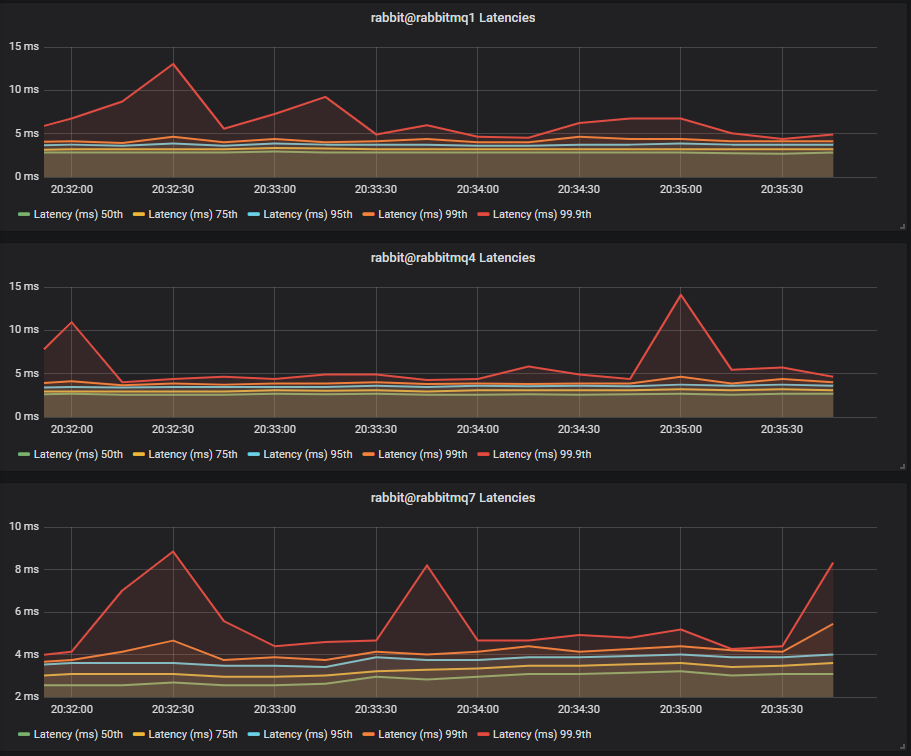 rabbit@rabbitmq1 Latencies
15 ms
10 ms
5 ms
0 ms
20:32:00 20:32:30 20:33:00 20:33:30 20:34:00 20:34:30 20:35:00 20:35:30
Latency (ms) 50th Latency (ms) 75th Latency (ms) 95th Latency (ms) 99th Latency (ms) 99.9th
rabbit@rabbitmq4 Latencies
15 ms
10 ms
5 ms
0 ms
20:32:00 20:32:30 20:33:00 20:33:30 20:34:00 20:34:30 20:35:00 20:35:30
Latency (ms) 50th Latency (ms) 75th Latency (ms) 95th Latency (ms) 99th Latency (ms) 99.9th
rabbit@rabbitmq7 Latencies
10 ms
8 ms
6 ms
4 ms
2 ms
20:32:00 20:32:30 20:33:00 20:33:30 20:34:00 20:34:30 20:35:00 20:35:30
Latency (ms) 50th Latency (ms) 75th Latency (ms) 95th Latency (ms) 99th Latency (ms) 99.9th